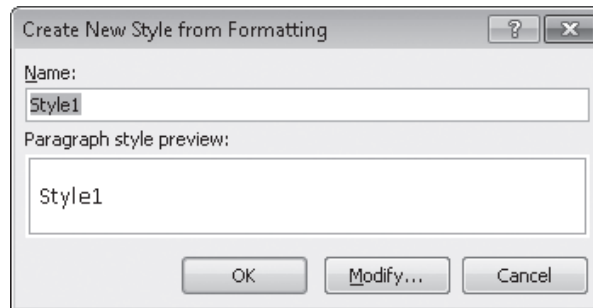 Create New Style from Formatting
Name:
Style1
Paragraph style preview:
Style1
OK Modify... Cancel